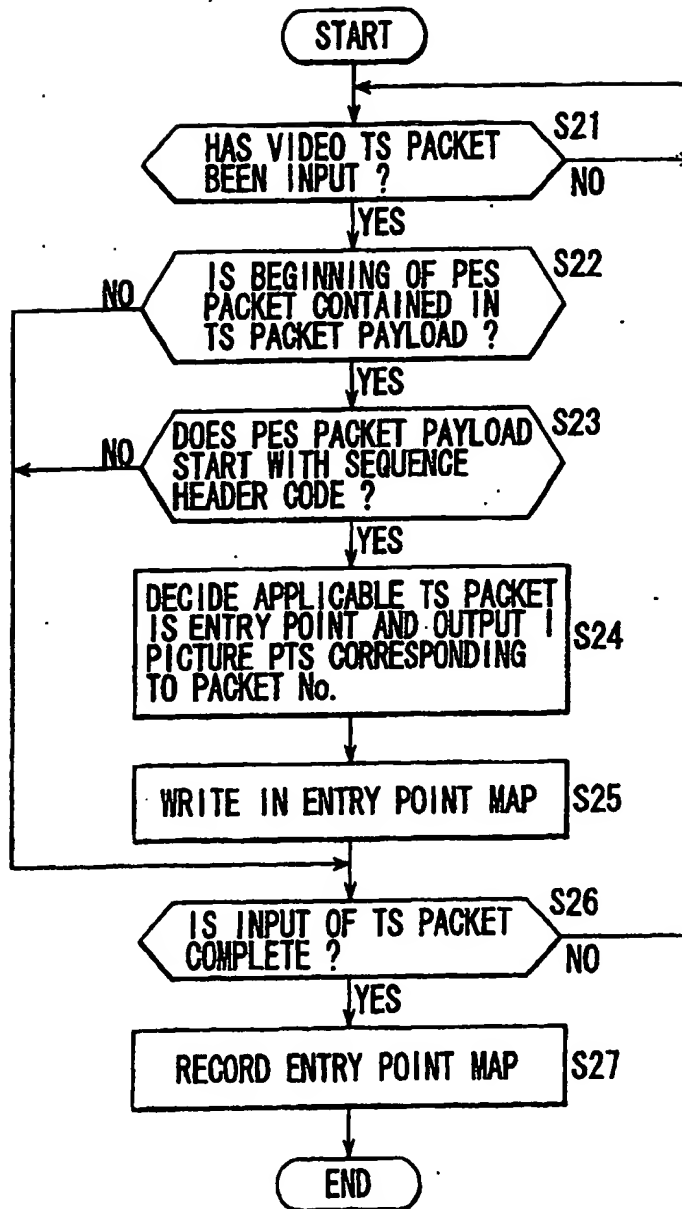 START
HAS VIDEO TS PACKET
BEEN INPUT ?
S21
NO
YES
IS BEGINNING OF PES
PACKET CONTAINED IN
TS PACKET PAYLOAD ?
S22
NO
YES
DOES PES PACKET PAYLOAD
START WITH SEQUENCE
HEADER CODE ?
S23
NO
YES
DECIDE APPLICABLE TS PACKET
IS ENTRY POINT AND OUTPUT I
PICTURE PTS CORRESPONDING
TO PACKET No.
S24
WRITE IN ENTRY POINT MAP
S25
IS INPUT OF TS PACKET
COMPLETE ?
S26
NO
YES
RECORD ENTRY POINT MAP
S27
END